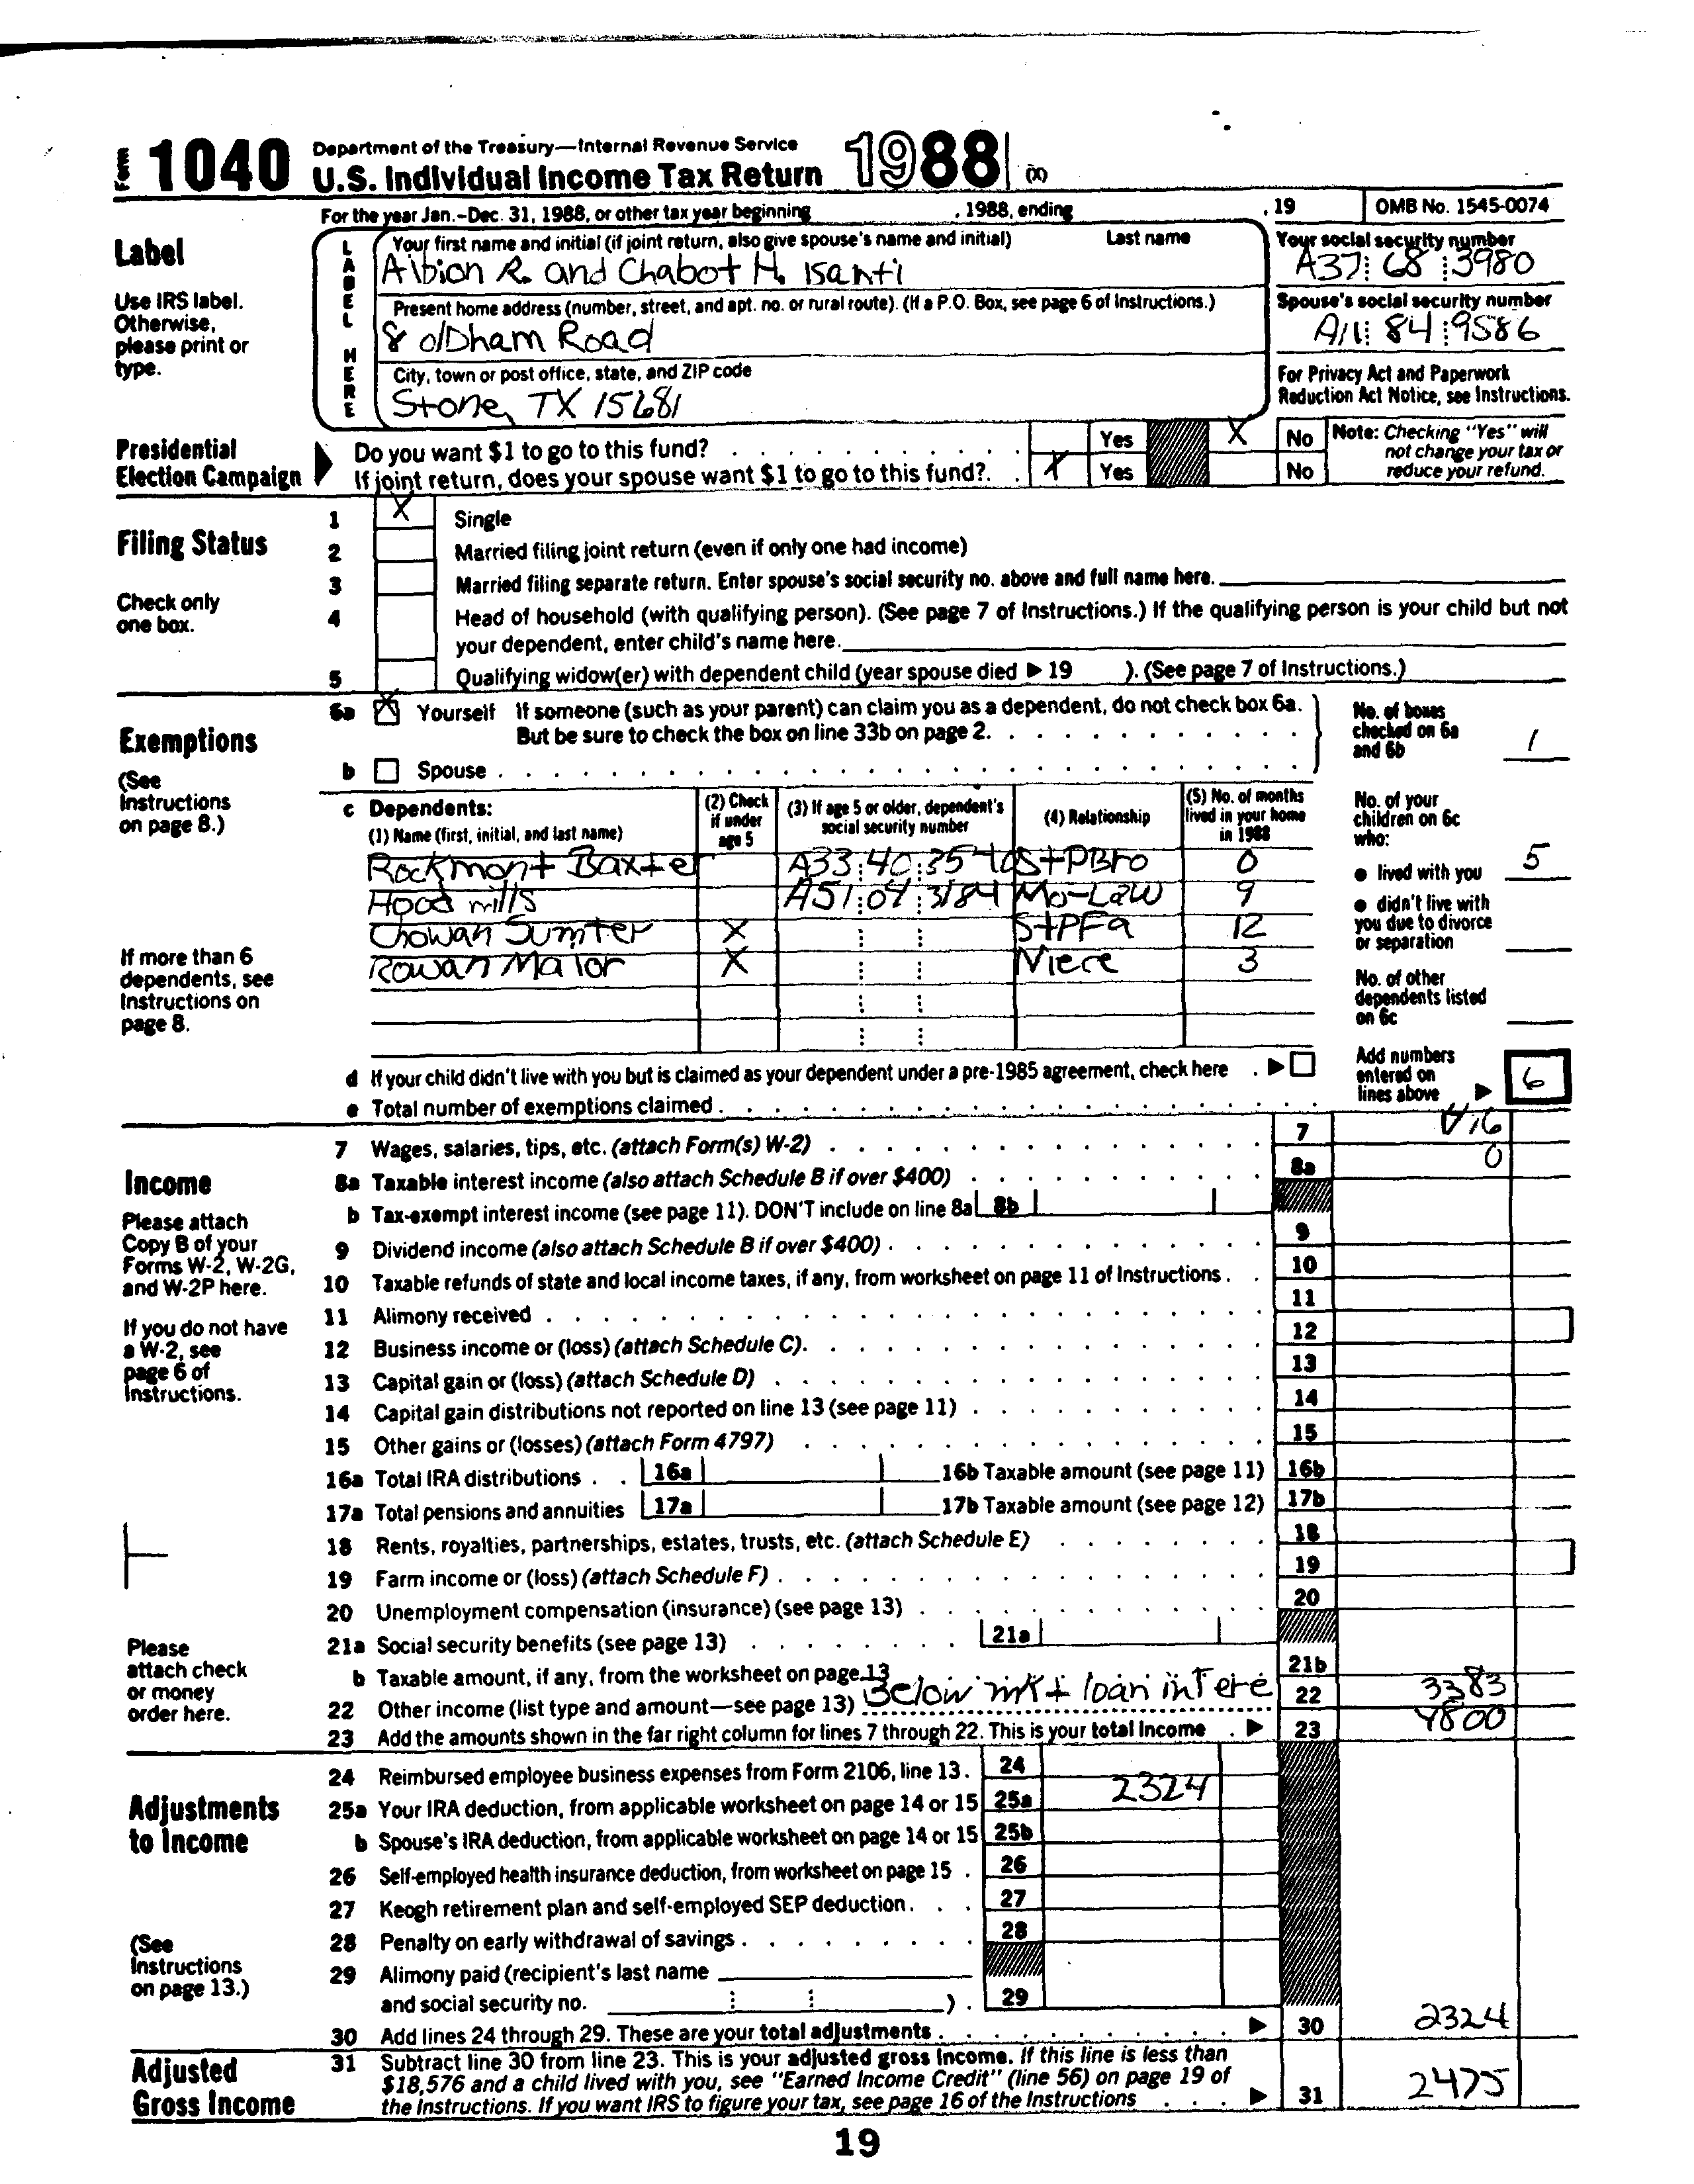 Form 1040 Department of the Treasury—Internal Revenue Service
U.S. Individual Income Tax Return 1988 (X)
For the year Jan.-Dec. 31, 1988, or other tax year beginning , 1988, ending , 19 OMB No. 1545-0074
Label
Use IRS label.
Otherwise,
please print or
type.
LABEL HERE
Your first name and initial (if joint return, also give spouse's name and initial) Last name
Albion R. and Chabot H. Isanti
Present home address (number, street, and apt. no. or rural route). (If a P.O. Box, see page 6 of Instructions.)
8 olDham Road
City, town or post office, state, and ZIP code
Stone, TX 15681
Your social security number
A37 68 3980
Spouse's social security number
A11 84 9586
For Privacy Act and Paperwork
Reduction Act Notice, see Instructions.
Presidential
Election Campaign
Do you want $1 to go to this fund? . . . . . . . . . . Yes X No
If joint return, does your spouse want $1 to go to this fund? . . X Yes No
Note: Checking "Yes" will
not change your tax or
reduce your refund.
Filing Status
Check only
one box.
1 X Single
2 Married filing joint return (even if only one had income)
3 Married filing separate return. Enter spouse's social security no. above and full name here.
4 Head of household (with qualifying person). (See page 7 of Instructions.) If the qualifying person is your child but not
your dependent, enter child's name here.
5 Qualifying widow(er) with dependent child (year spouse died ▶ 19 ). (See page 7 of Instructions.)
Exemptions
(See
Instructions
on page 8.)
6a X Yourself If someone (such as your parent) can claim you as a dependent, do not check box 6a.
But be sure to check the box on line 33b on page 2.
b Spouse
No. of boxes
checked on 6a
and 6b 1
c Dependents:
(1) Name (first, initial, and last name)
(2) Check
if under
age 5
(3) If age 5 or older, dependent's
social security number
(4) Relationship
(5) No. of months
lived in your home
in 1988
Rockmont Baxter A33 40 35 StPBro 0
Hood mills A51 04 3184 Mo-Law 9
Chowan Sumter X StPFa 12
Rowan X Niece 3
If more than 6
dependents, see
Instructions on
page 8.
No. of your
children on 6c
who:
● lived with you 5
● didn't live with
you due to divorce
or separation
No. of other
dependents listed
on 6c
d If your child didn't live with you but is claimed as your dependent under a pre-1985 agreement, check here . ▶
e Total number of exemptions claimed
Add numbers
entered on
lines above ▶ 6
Income
Please attach
Copy B of your
Forms W-2, W-2G,
and W-2P here.
If you do not have
a W-2, see
page 6 of
Instructions.
Please
attach check
or money
order here.
7 Wages, salaries, tips, etc. (attach Form(s) W-2) 7
8a Taxable interest income (also attach Schedule B if over $400) 8a 0
b Tax-exempt interest income (see page 11). DON'T include on line 8a 8b
9 Dividend income (also attach Schedule B if over $400) 9
10 Taxable refunds of state and local income taxes, if any, from worksheet on page 11 of Instructions 10
11 Alimony received 11
12 Business income or (loss) (attach Schedule C) 12
13 Capital gain or (loss) (attach Schedule D) 13
14 Capital gain distributions not reported on line 13 (see page 11) 14
15 Other gains or (losses) (attach Form 4797) 15
16a Total IRA distributions 16a 16b Taxable amount (see page 11) 16b
17a Total pensions and annuities 17a 17b Taxable amount (see page 12) 17b
18 Rents, royalties, partnerships, estates, trusts, etc. (attach Schedule E) 18
19 Farm income or (loss) (attach Schedule F) 19
20 Unemployment compensation (insurance) (see page 13) 20
21a Social security benefits (see page 13) 21a
b Taxable amount, if any, from the worksheet on page 13 21b
22 Other income (list type and amount—see page 13) Below mkt loan intere 22 3383
23 Add the amounts shown in the far right column for lines 7 through 22. This is your total income . ▶ 23 4800
Adjustments
to Income
(See
Instructions
on page 13.)
24 Reimbursed employee business expenses from Form 2106, line 13 . 24
25a Your IRA deduction, from applicable worksheet on page 14 or 15 25a 2324
b Spouse's IRA deduction, from applicable worksheet on page 14 or 15 25b
26 Self-employed health insurance deduction, from worksheet on page 15 . 26
27 Keogh retirement plan and self-employed SEP deduction . 27
28 Penalty on early withdrawal of savings 28
29 Alimony paid (recipient's last name
and social security no. ) . 29
30 Add lines 24 through 29. These are your total adjustments ▶ 30 2324
Adjusted
Gross Income
31 Subtract line 30 from line 23. This is your adjusted gross income. If this line is less than
$18,576 and a child lived with you, see "Earned Income Credit" (line 56) on page 19 of
the Instructions. If you want IRS to figure your tax, see page 16 of the Instructions . . . ▶ 31 2475
19